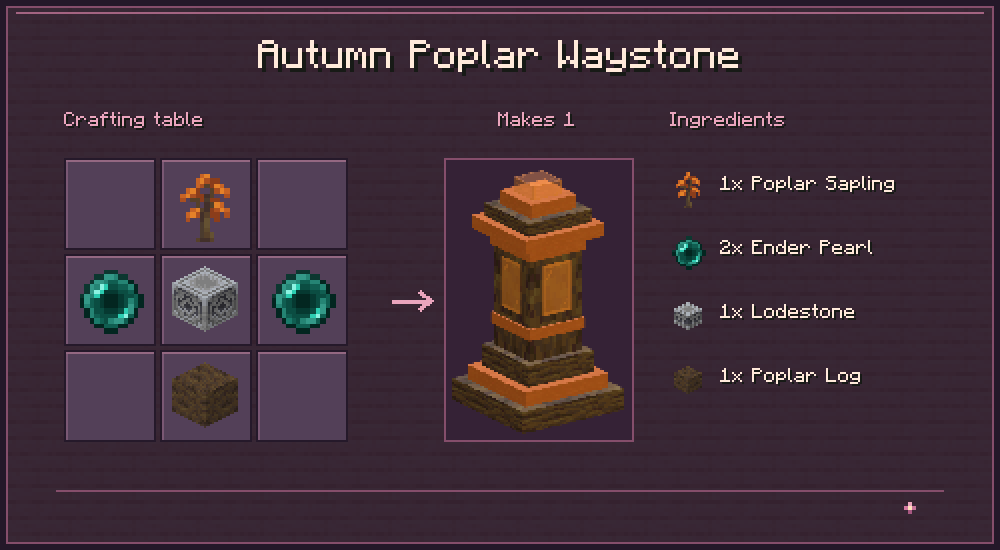 Autumn Poplar Waystone
Crafting table
Makes 1
Ingredients
1x Poplar Sapling
2x Ender Pearl
1x Lodestone
1x Poplar Log